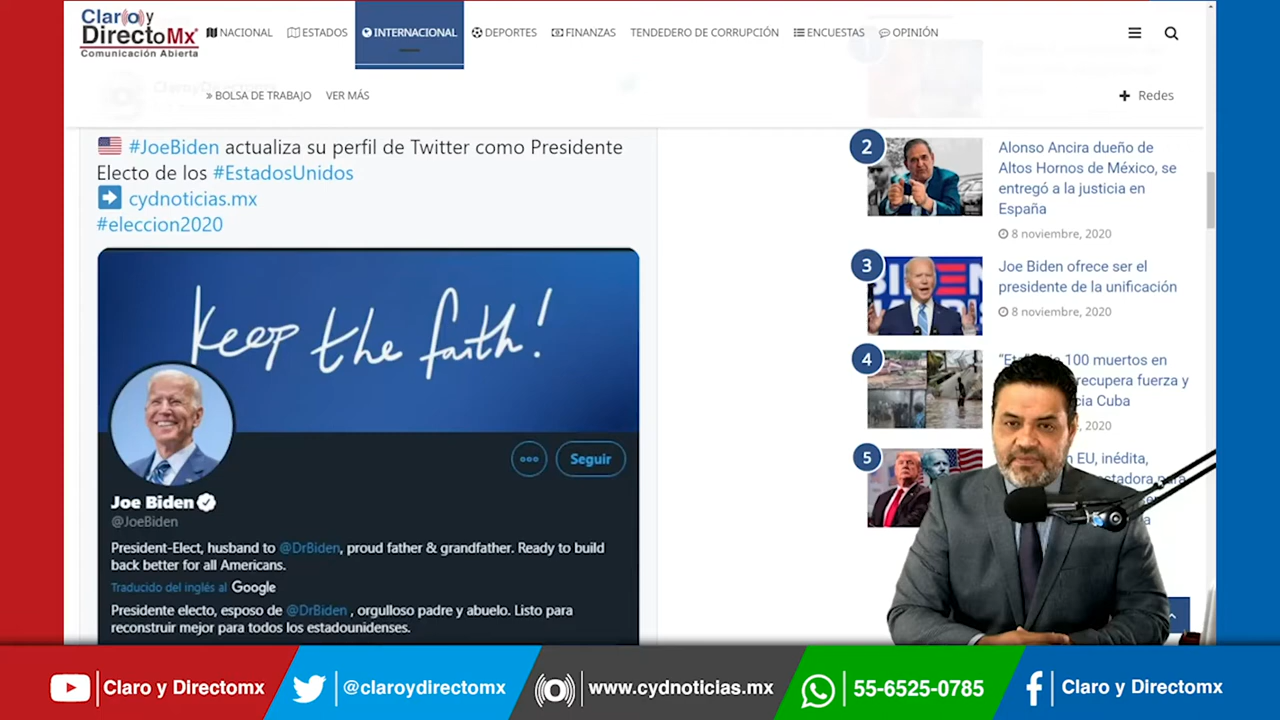 Claro y
DirectoMx
Comunicación Abierta
NACIONAL
ESTADOS
INTERNACIONAL
DEPORTES
FINANZAS
TENDEDERO DE CORRUPCIÓN
ENCUESTAS
OPINIÓN
» BOLSA DE TRABAJO
VER MÁS
+ Redes
#JoeBiden actualiza su perfil de Twitter como Presidente
Electo de los #EstadosUnidos
cydnoticias.mx
#eleccion2020
keep the faith!
Seguir
Joe Biden
@JoeBiden
President-Elect, husband to @DrBiden, proud father & grandfather. Ready to build
back better for all Americans.
Traducido del inglés al Google
Presidente electo, esposo de @DrBiden , orgulloso padre y abuelo. Listo para
reconstruir mejor para todos los estadounidenses.
2
Alonso Ancira dueño de
Altos Hornos de México, se
entregó a la justicia en
España
8 noviembre, 2020
3
BIDEN
Joe Biden ofrece ser el
presidente de la unificación
8 noviembre, 2020
4
100 muertos en
recupera fuerza y
Cuba
2020
5
EU, inédita,
Claro y Directomx
@claroydirectomx
www.cydnoticias.mx
55-6525-0785
Claro y Directomx